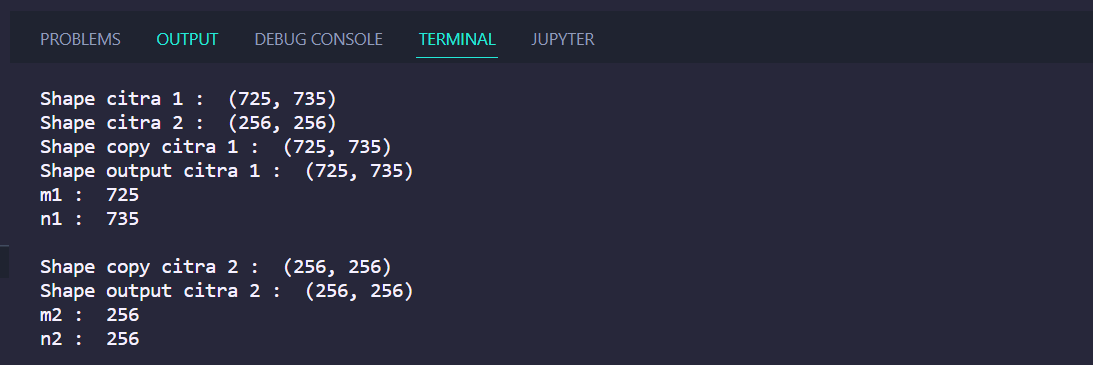 PROBLEMS OUTPUT DEBUG CONSOLE TERMINAL JUPYTER
Shape citra 1 :  (725, 735)
Shape citra 2 :  (256, 256)
Shape copy citra 1 :  (725, 735)
Shape output citra 1 :  (725, 735)
m1 :  725
n1 :  735
Shape copy citra 2 :  (256, 256)
Shape output citra 2 :  (256, 256)
m2 :  256
n2 :  256